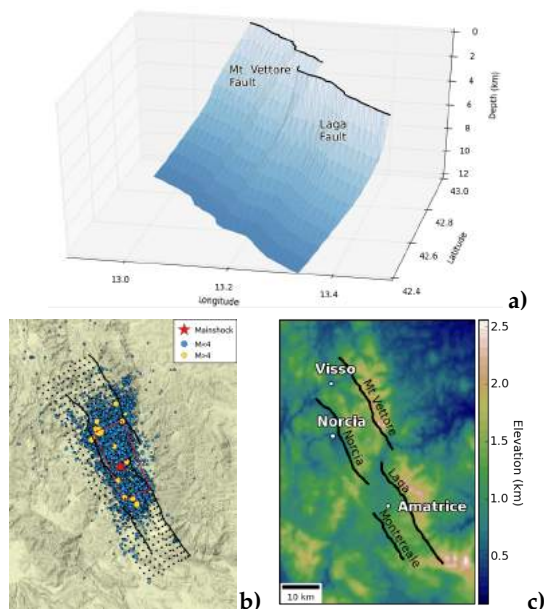 Mt. Vettore
Fault
Laga
Fault
0
2
4
6
8
10
12
Depth (km)
43.0
42.8
42.6
42.4
Latitude
13.0
13.2
13.4
Longitude
a)
Mainshock
M<4
M>4
b)
Visso
Mt Vettore
Norcia
Norcia
Laga
Amatrice
Montereale
10 km
2.5
2.0
1.5
1.0
0.5
Elevation (km)
c)